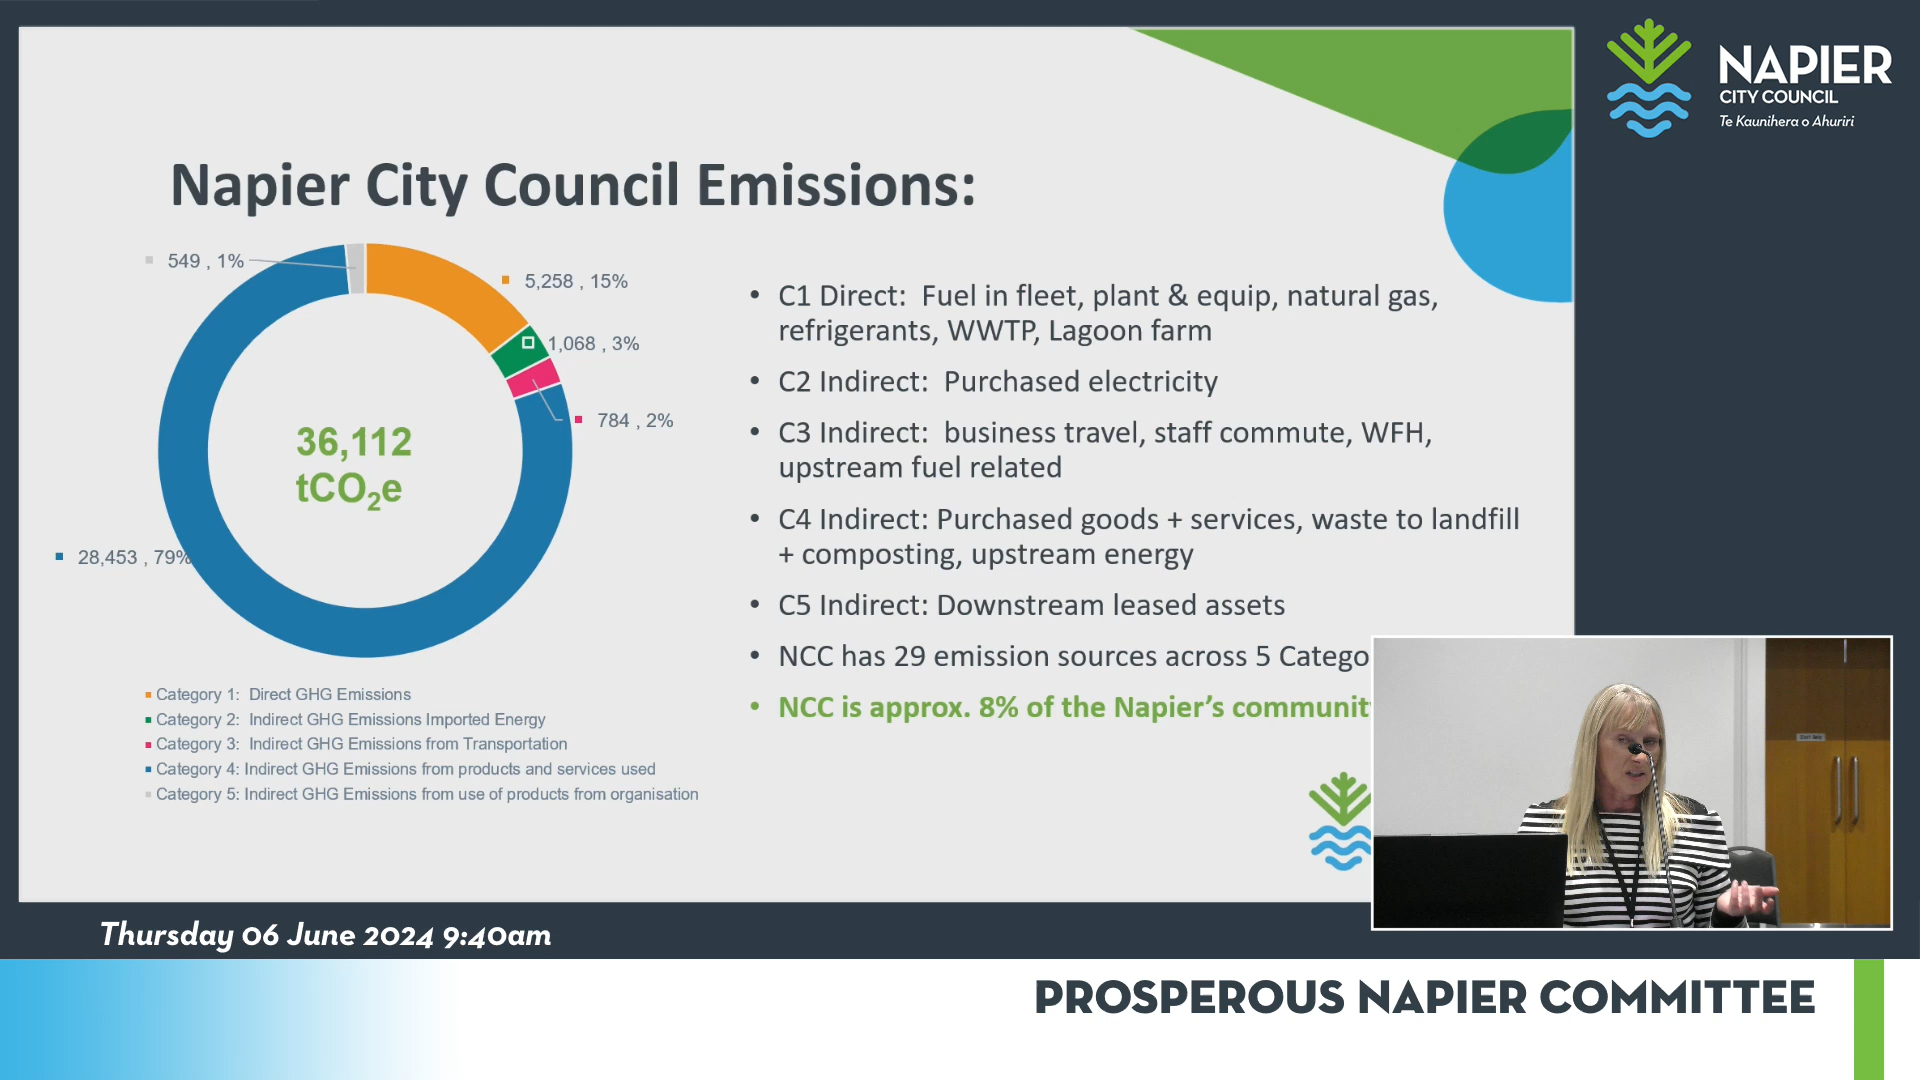 NAPIER
CITY COUNCIL
Te Kaunihera o Ahuriri
Napier City Council Emissions:
549 , 1%
5,258 , 15%
1,068 , 3%
784 , 2%
28,453 , 79%
36,112
tCO₂e
• C1 Direct: Fuel in fleet, plant & equip, natural gas,
refrigerants, WWTP, Lagoon farm
• C2 Indirect: Purchased electricity
• C3 Indirect: business travel, staff commute, WFH,
upstream fuel related
• C4 Indirect: Purchased goods + services, waste to landfill
+ composting, upstream energy
• C5 Indirect: Downstream leased assets
• NCC has 29 emission sources across 5 Catego
• NCC is approx. 8% of the Napier’s communit
Category 1: Direct GHG Emissions
Category 2: Indirect GHG Emissions Imported Energy
Category 3: Indirect GHG Emissions from Transportation
Category 4: Indirect GHG Emissions from products and services used
Category 5: Indirect GHG Emissions from use of products from organisation
Thursday 06 June 2024 9:40am
PROSPEROUS NAPIER COMMITTEE